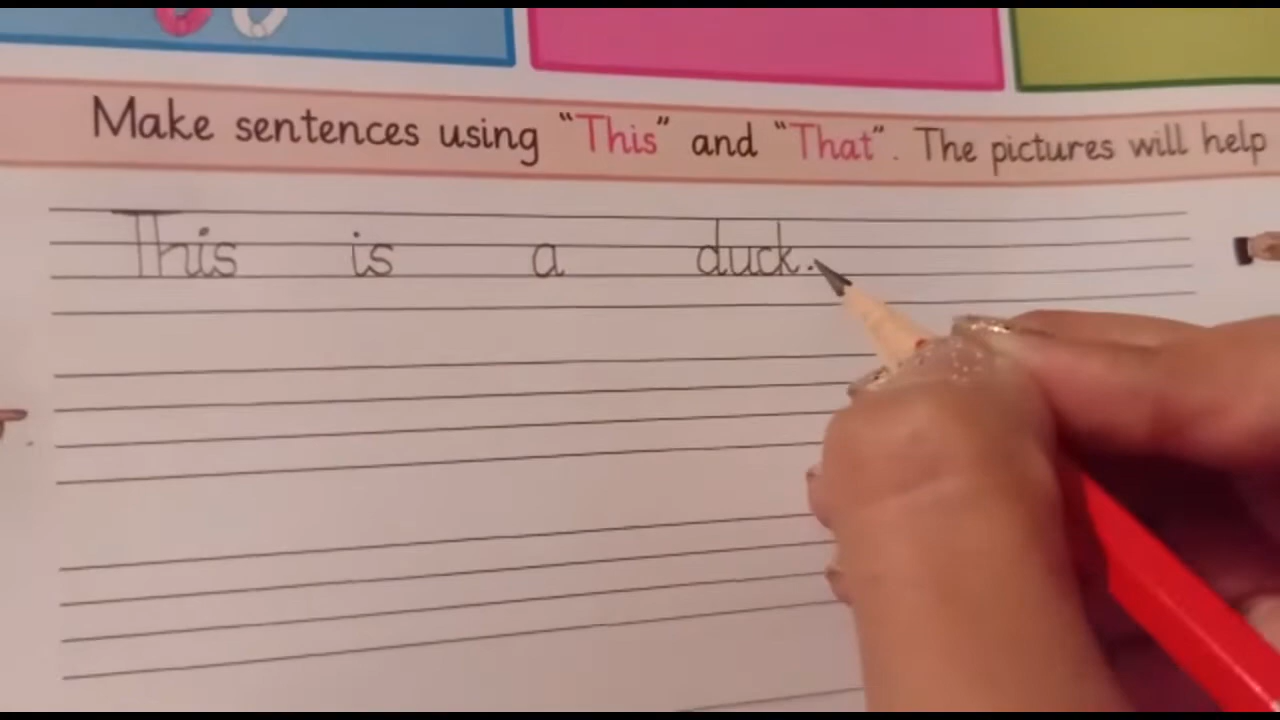 Make sentences using "This" and "That". The pictures will help
This is a duck.